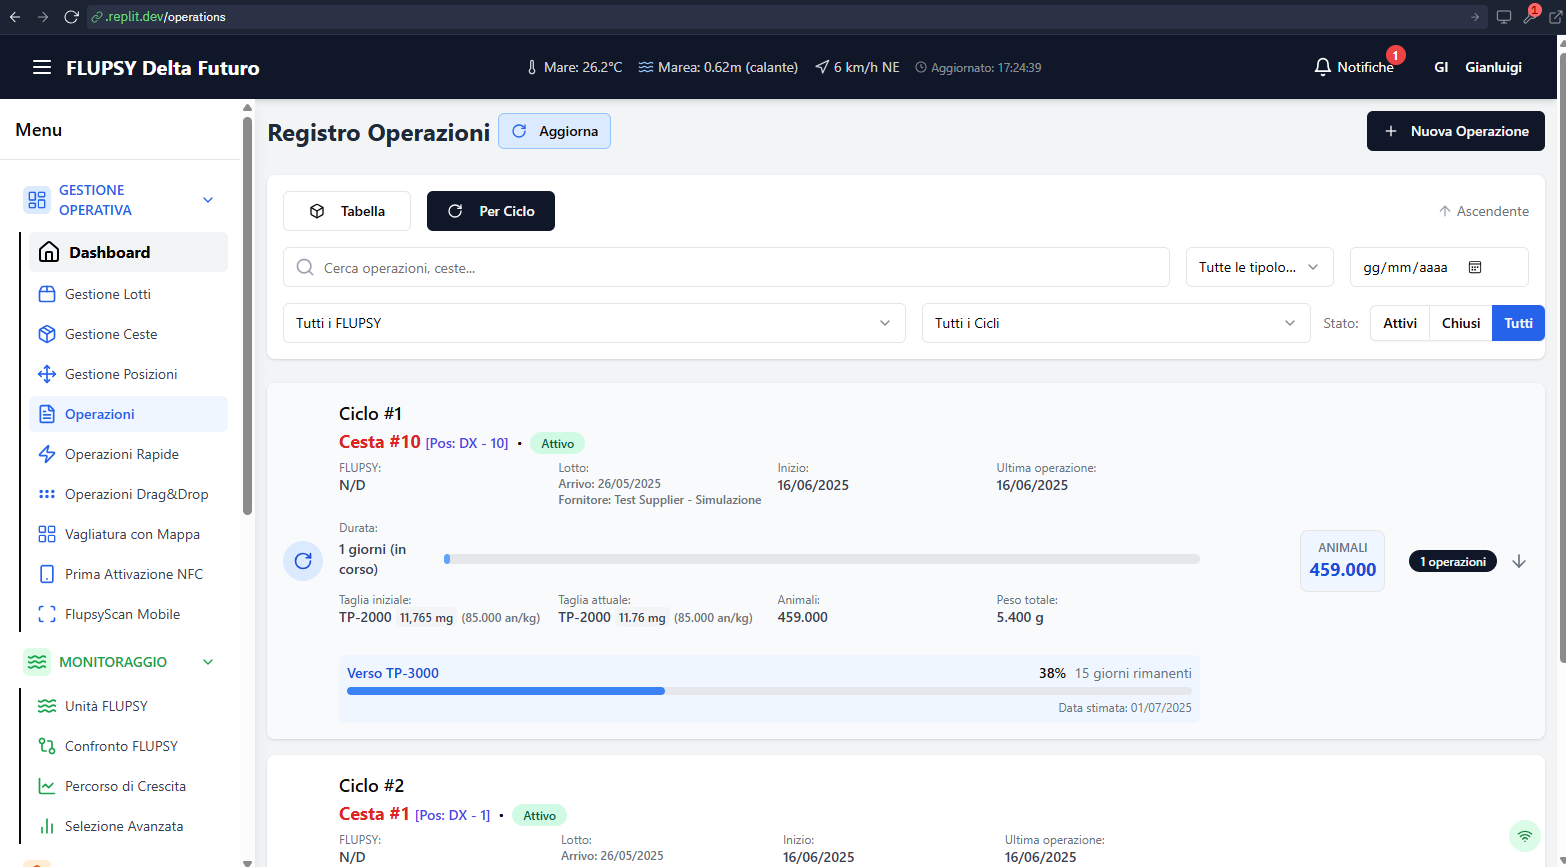 .replit.dev/operations
1
FLUPSY Delta Futuro
Mare: 26.2°C
Marea: 0.62m (calante)
6 km/h NE
Aggiornato: 17:24:39
Notifiche
1
GI
Gianluigi
Menu
GESTIONE
OPERATIVA
Dashboard
Gestione Lotti
Gestione Ceste
Gestione Posizioni
Operazioni
Operazioni Rapide
Operazioni Drag&Drop
Vagliatura con Mappa
Prima Attivazione NFC
FlupsyScan Mobile
MONITORAGGIO
Unità FLUPSY
Confronto FLUPSY
Percorso di Crescita
Selezione Avanzata
Registro Operazioni
Aggiorna
Nuova Operazione
Tabella
Per Ciclo
Ascendente
Cerca operazioni, ceste...
Tutte le tipolo...
gg/mm/aaaa
Tutti i FLUPSY
Tutti i Cicli
Stato:
Attivi
Chiusi
Tutti
Ciclo #1
Cesta #10 [Pos: DX - 10] • Attivo
FLUPSY:
N/D
Lotto:
Arrivo: 26/05/2025
Fornitore: Test Supplier - Simulazione
Inizio:
16/06/2025
Ultima operazione:
16/06/2025
Durata:
1 giorni (in
corso)
Taglia iniziale:
TP-2000 11,765 mg (85.000 an/kg)
Taglia attuale:
TP-2000 11.76 mg (85.000 an/kg)
Animali:
459.000
Peso totale:
5.400 g
ANIMALI
459.000
1 operazioni
Verso TP-3000
38% 15 giorni rimanenti
Data stimata: 01/07/2025
Ciclo #2
Cesta #1 [Pos: DX - 1] • Attivo
FLUPSY:
N/D
Lotto:
Arrivo: 26/05/2025
Inizio:
16/06/2025
Ultima operazione:
16/06/2025